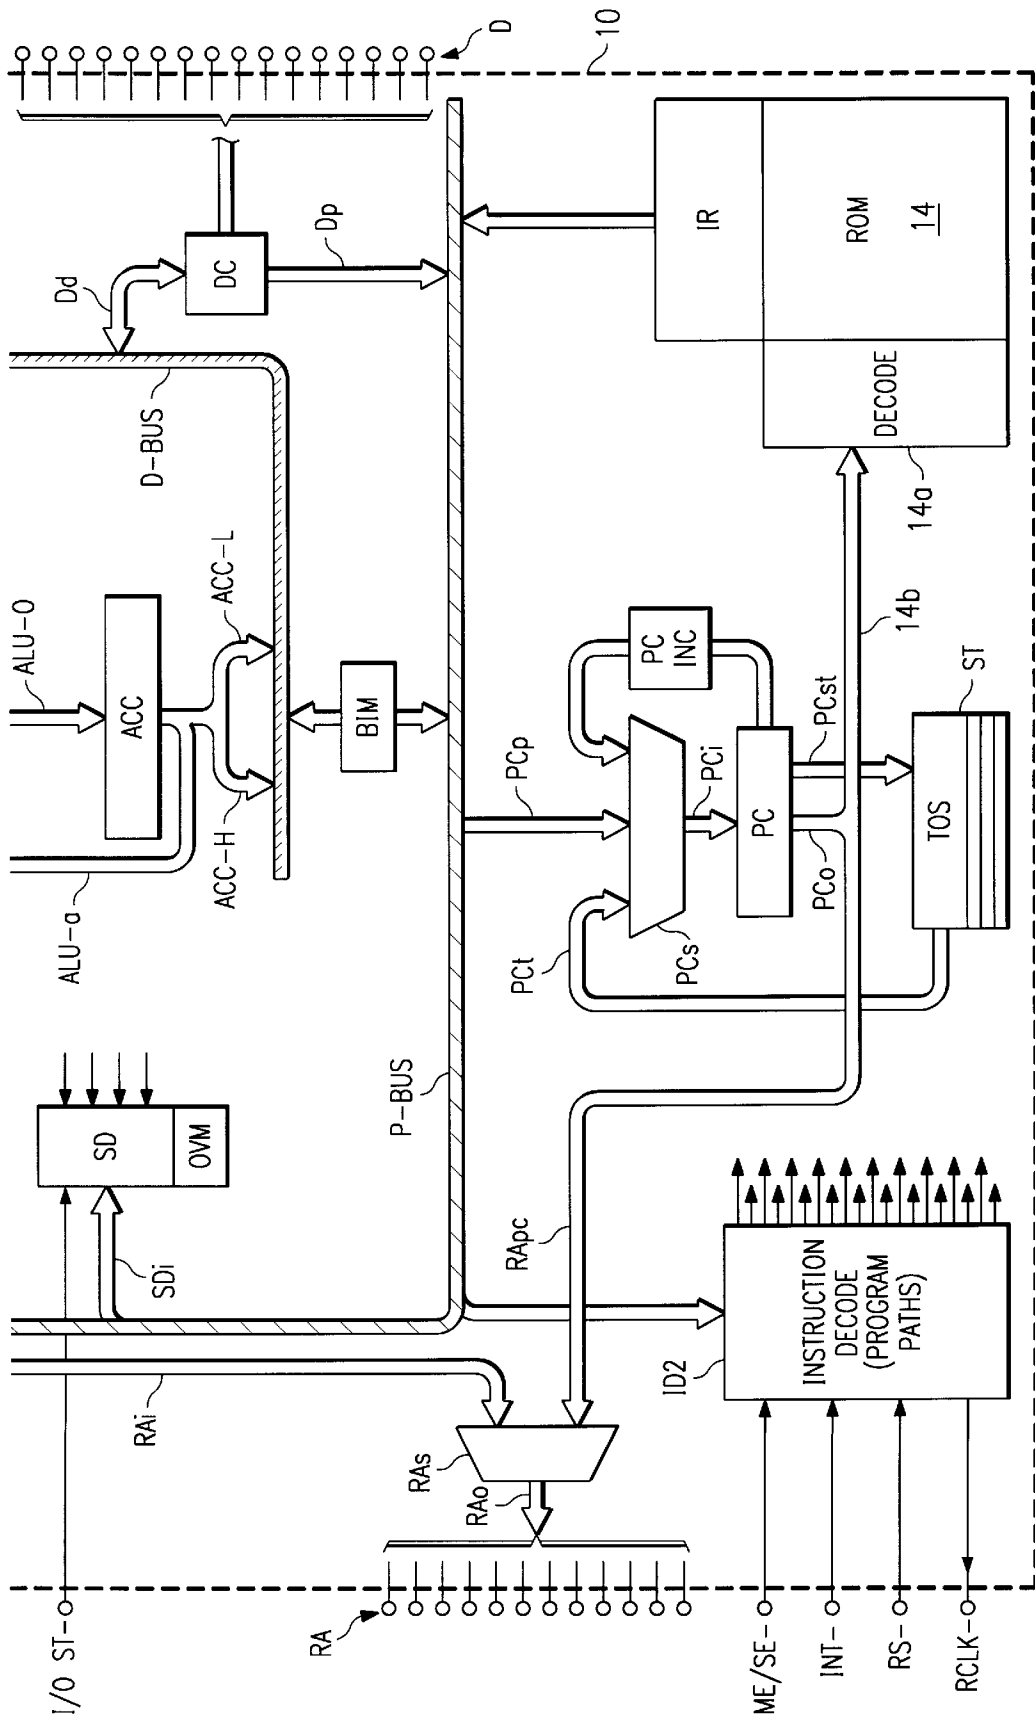 I/O ST-
RAi
SDi
SD
OVM
ALU-a
ALU-O
ACC
ACC-H
ACC-L
D-BUS
Dd
DC
Dp
D
10
BIM
P-BUS
RA
RAo
RAs
RApc
PCt
PCp
PCs
PCi
PC
INC
PC
PCo
PCst
TOS
ST
14b
14a
DECODE
IR
ROM
14
ID2
INSTRUCTION
DECODE
(PROGRAM
PATHS)
ME/SE-
INT-
RS-
RCLK-